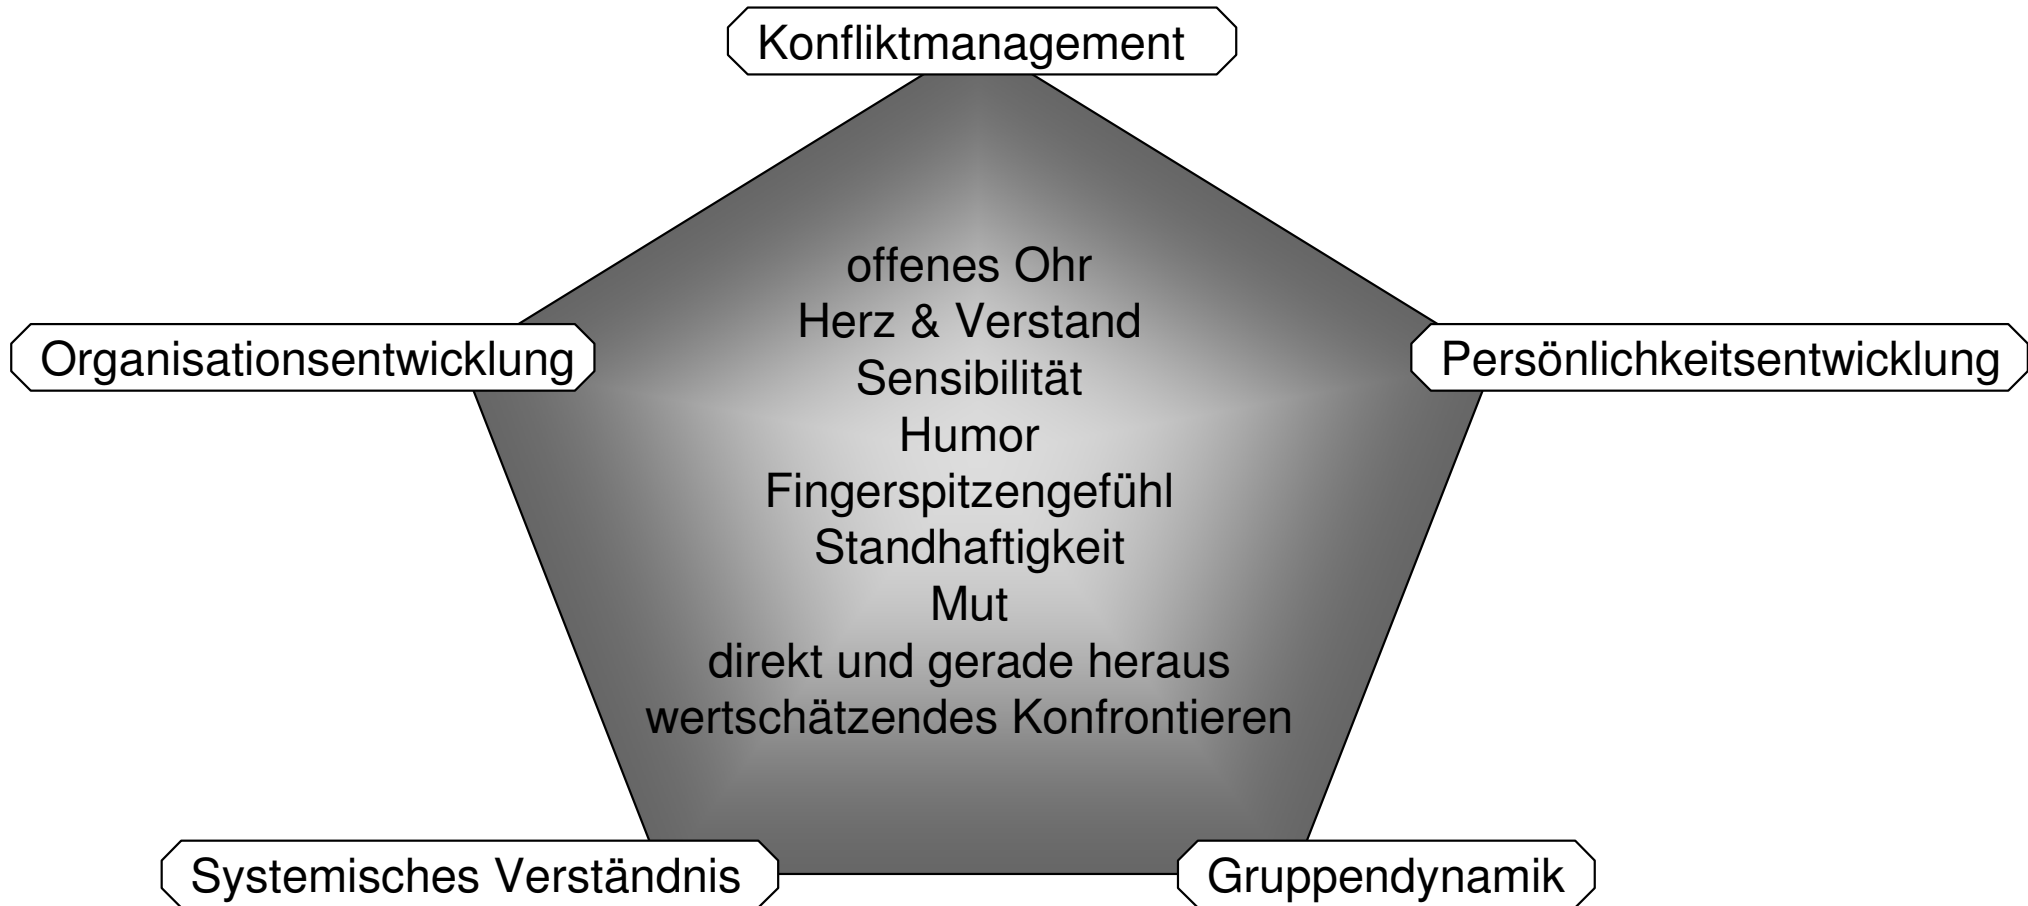 Konfliktmanagement
offenes Ohr
Herz & Verstand
Organisationsentwicklung
Persönlichkeitsentwicklung
Sensibilität
Humor
Fingerspitzengefühl
Standhaftigkeit
Mut
direkt und gerade heraus
wertschätzendes Konfrontieren
Systemisches Verständnis
Gruppendynamik